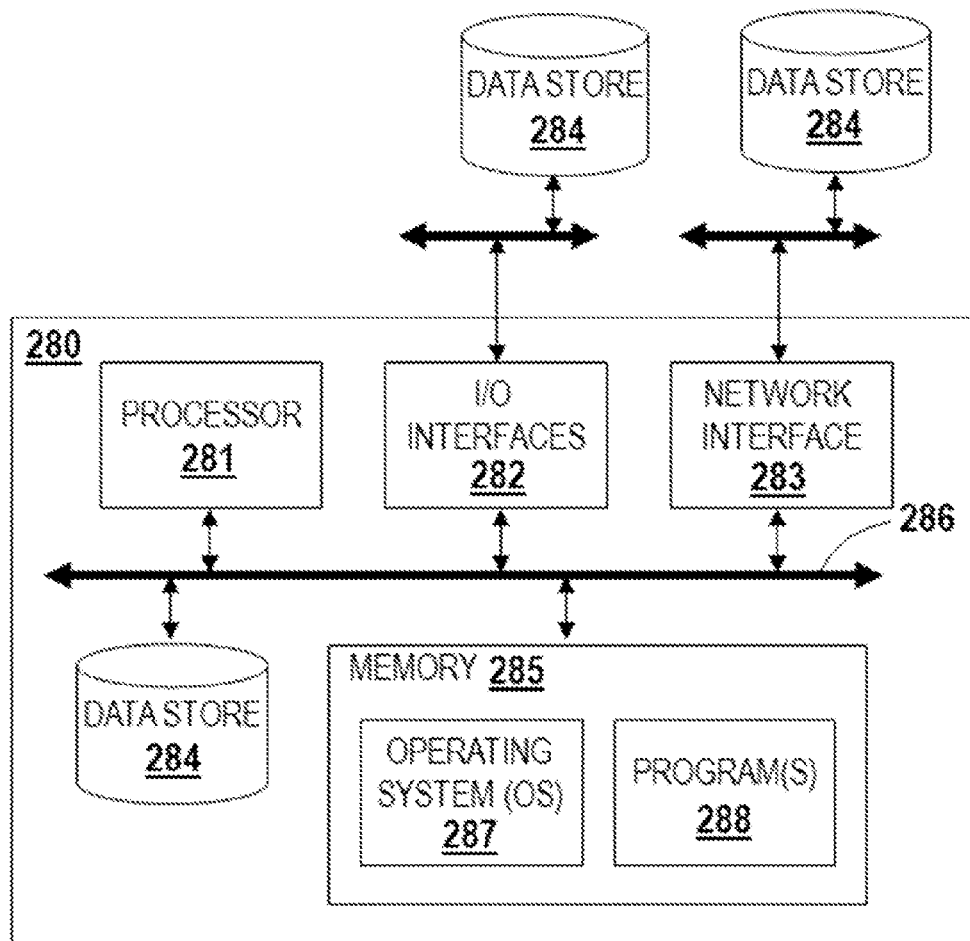 DATA STORE
284
DATA STORE
284
280
PROCESSOR
281
I/O
INTERFACES
282
NETWORK
INTERFACE
283
286
DATA STORE
284
MEMORY 285
OPERATING
SYSTEM (OS)
287
PROGRAM(S)
288